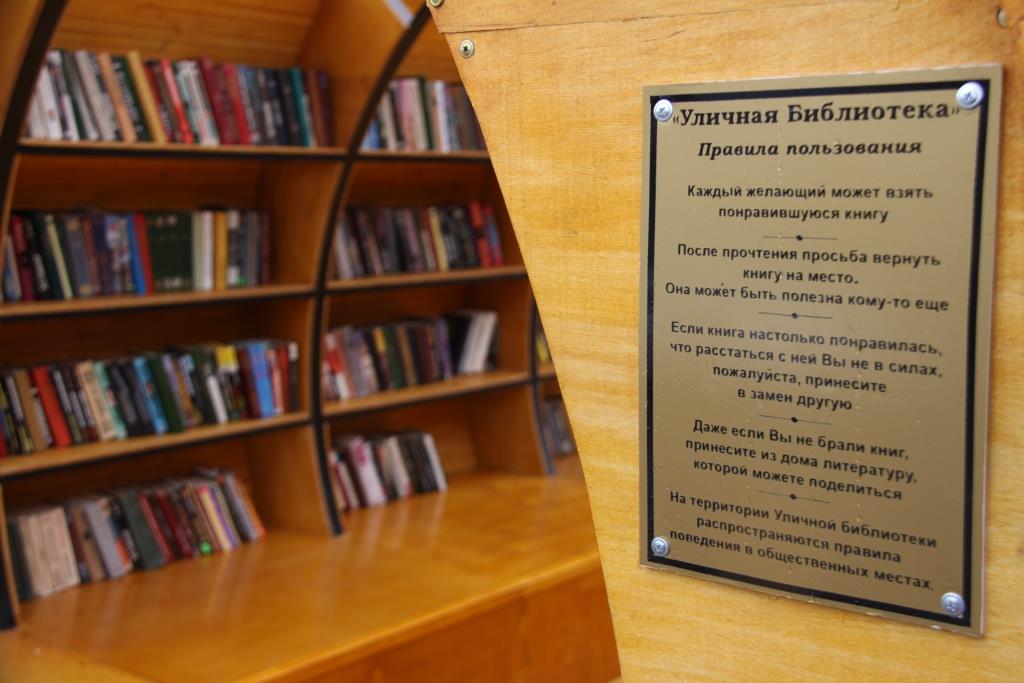 «Уличная Библиотека»
Правила пользования
Каждый желающий может взять
понравившуюся книгу
После прочтения просьба вернуть
книгу на место.
Она может быть полезна кому-то еще
Если книга настолько понравилась,
что расстаться с ней Вы не в силах,
пожалуйста, принесите
в замен другую
Даже если Вы не брали книг,
принесите из дома литературу,
которой можете поделиться
На территории Уличной библиотеки
распространяются правила
поведения в общественных местах.